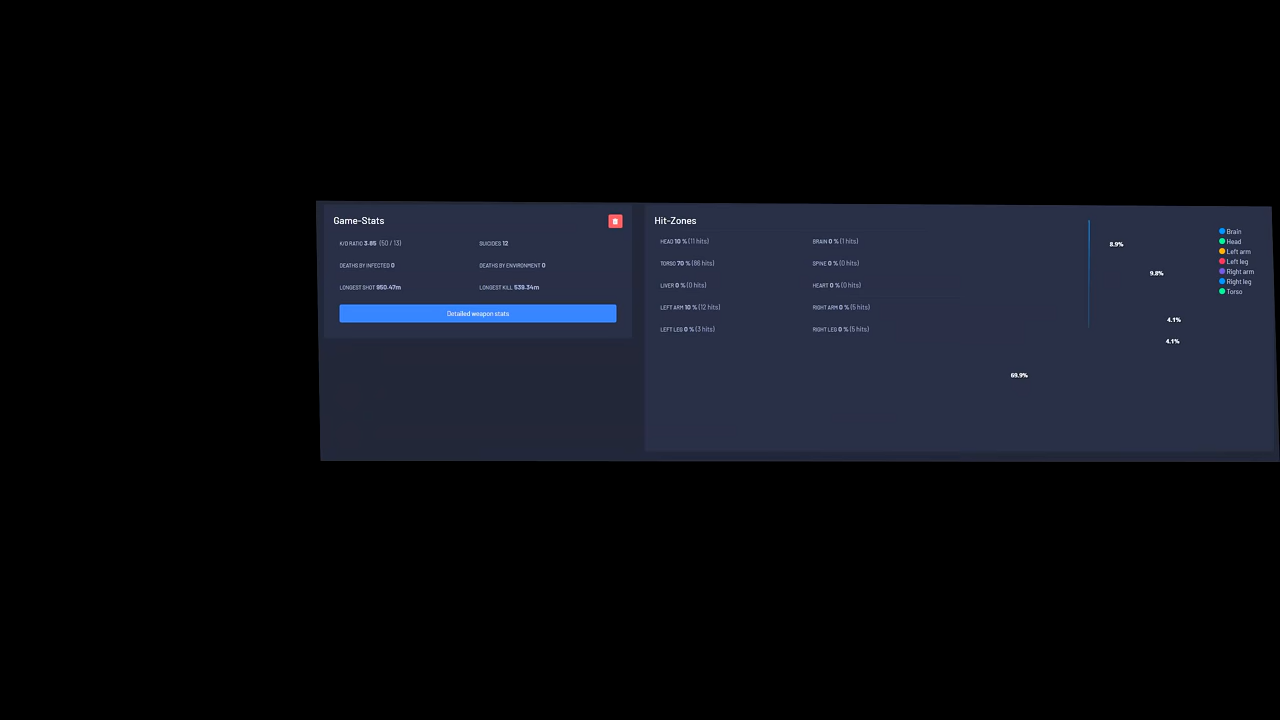 Game-Stats
K/D RATIO 3.85 (50 / 13)
SUICIDES 12
DEATHS BY INFECTED 0
DEATHS BY ENVIRONMENT 0
LONGEST SHOT 950.47m
LONGEST KILL 539.34m
Detailed weapon stats
Hit-Zones
HEAD 10 % (11 hits)
BRAIN 0 % (1 hits)
TORSO 70 % (86 hits)
SPINE 0 % (0 hits)
LIVER 0 % (0 hits)
HEART 0 % (0 hits)
LEFT ARM 10 % (12 hits)
RIGHT ARM 0 % (5 hits)
LEFT LEG 0 % (3 hits)
RIGHT LEG 0 % (5 hits)
8.9%
9.8%
4.1%
4.1%
69.9%
Brain
Head
Left arm
Left leg
Right arm
Right leg
Torso